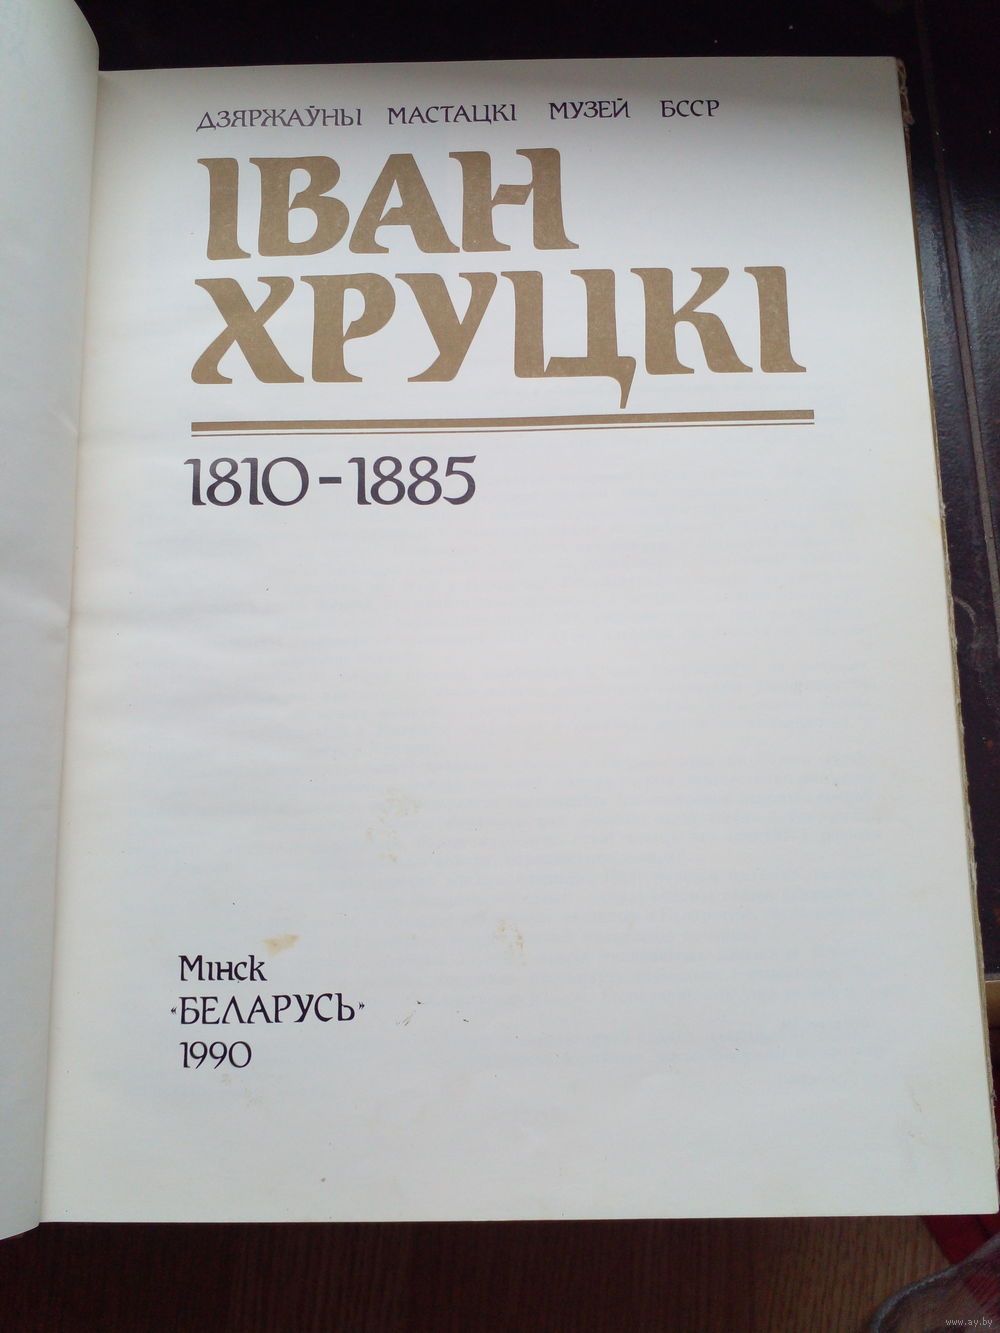 ДЗЯРЖАЎНЫ МАСТАЦКІ МУЗЕЙ БССР
ІВАН
ХРУЦКІ
1810-1885
Мінск
«БЕЛАРУСЬ»
1990
www.ay.by